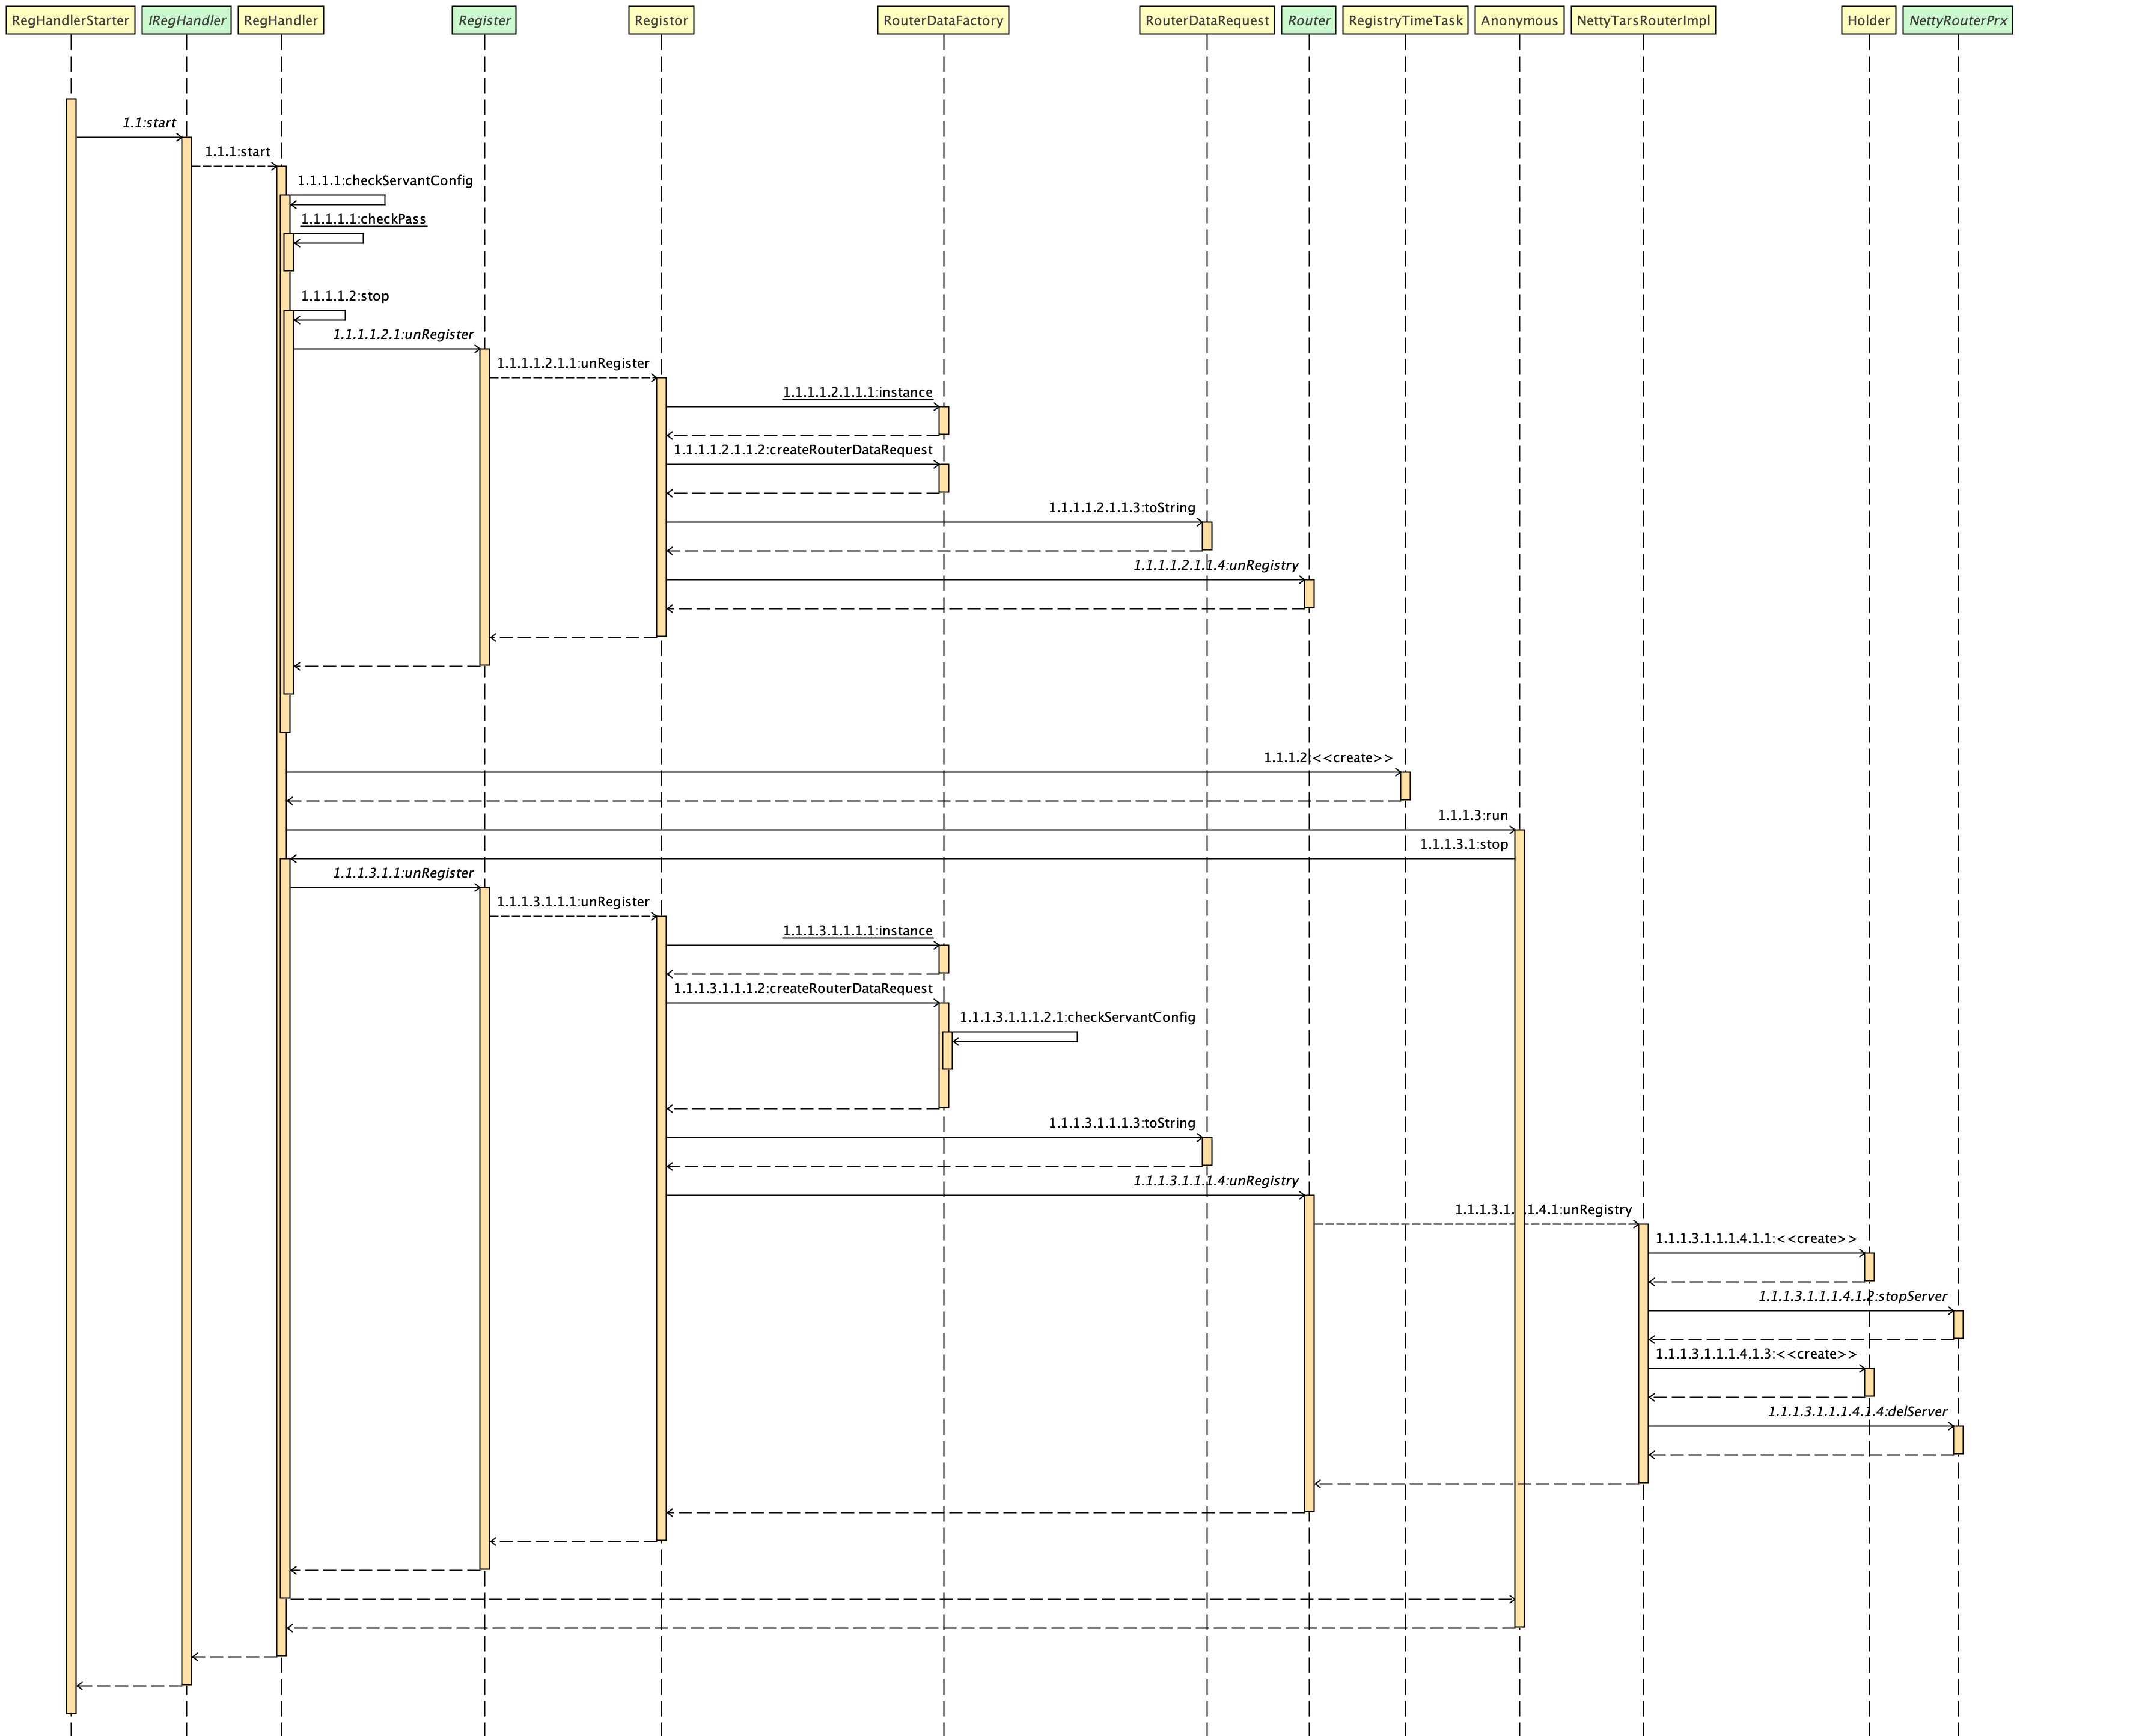 RegHandlerStarter IRegHandler RegHandler Register Registor RouterDataFactory RouterDataRequest Router RegistryTimeTask Anonymous NettyTarsRouterImpl Holder NettyRouterPrx
1.1:start
1.1.1:start
1.1.1.1:checkServantConfig
1.1.1.1.1:checkPass
1.1.1.1.2:stop
1.1.1.1.2.1:unRegister
1.1.1.1.2.1.1:unRegister
1.1.1.1.2.1.1.1:instance
1.1.1.1.2.1.1.2:createRouterDataRequest
1.1.1.1.2.1.1.3:toString
1.1.1.1.2.1.1.4:unRegistry
1.1.1.2:<<create>>
1.1.1.3:run
1.1.1.3.1:stop
1.1.1.3.1.1:unRegister
1.1.1.3.1.1.1:unRegister
1.1.1.3.1.1.1.1:instance
1.1.1.3.1.1.1.2:createRouterDataRequest
1.1.1.3.1.1.1.2.1:checkServantConfig
1.1.1.3.1.1.1.3:toString
1.1.1.3.1.1.1.4:unRegistry
1.1.1.3.1.1.1.4.1:unRegistry
1.1.1.3.1.1.1.4.1.1:<<create>>
1.1.1.3.1.1.1.4.1.2:stopServer
1.1.1.3.1.1.1.4.1.3:<<create>>
1.1.1.3.1.1.1.4.1.4:delServer